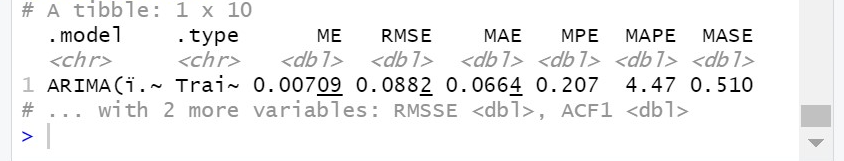 # A tibble: 1 x 10
.model .type ME RMSE MAE MPE MAPE MASE
<chr> <chr> <dbl> <dbl> <dbl> <dbl> <dbl> <dbl>
1 ARIMA(ï.~ Trai~ 0.00709 0.0882 0.0664 0.207 4.47 0.510
# ... with 2 more variables: RMSSE <dbl>, ACF1 <dbl>
>